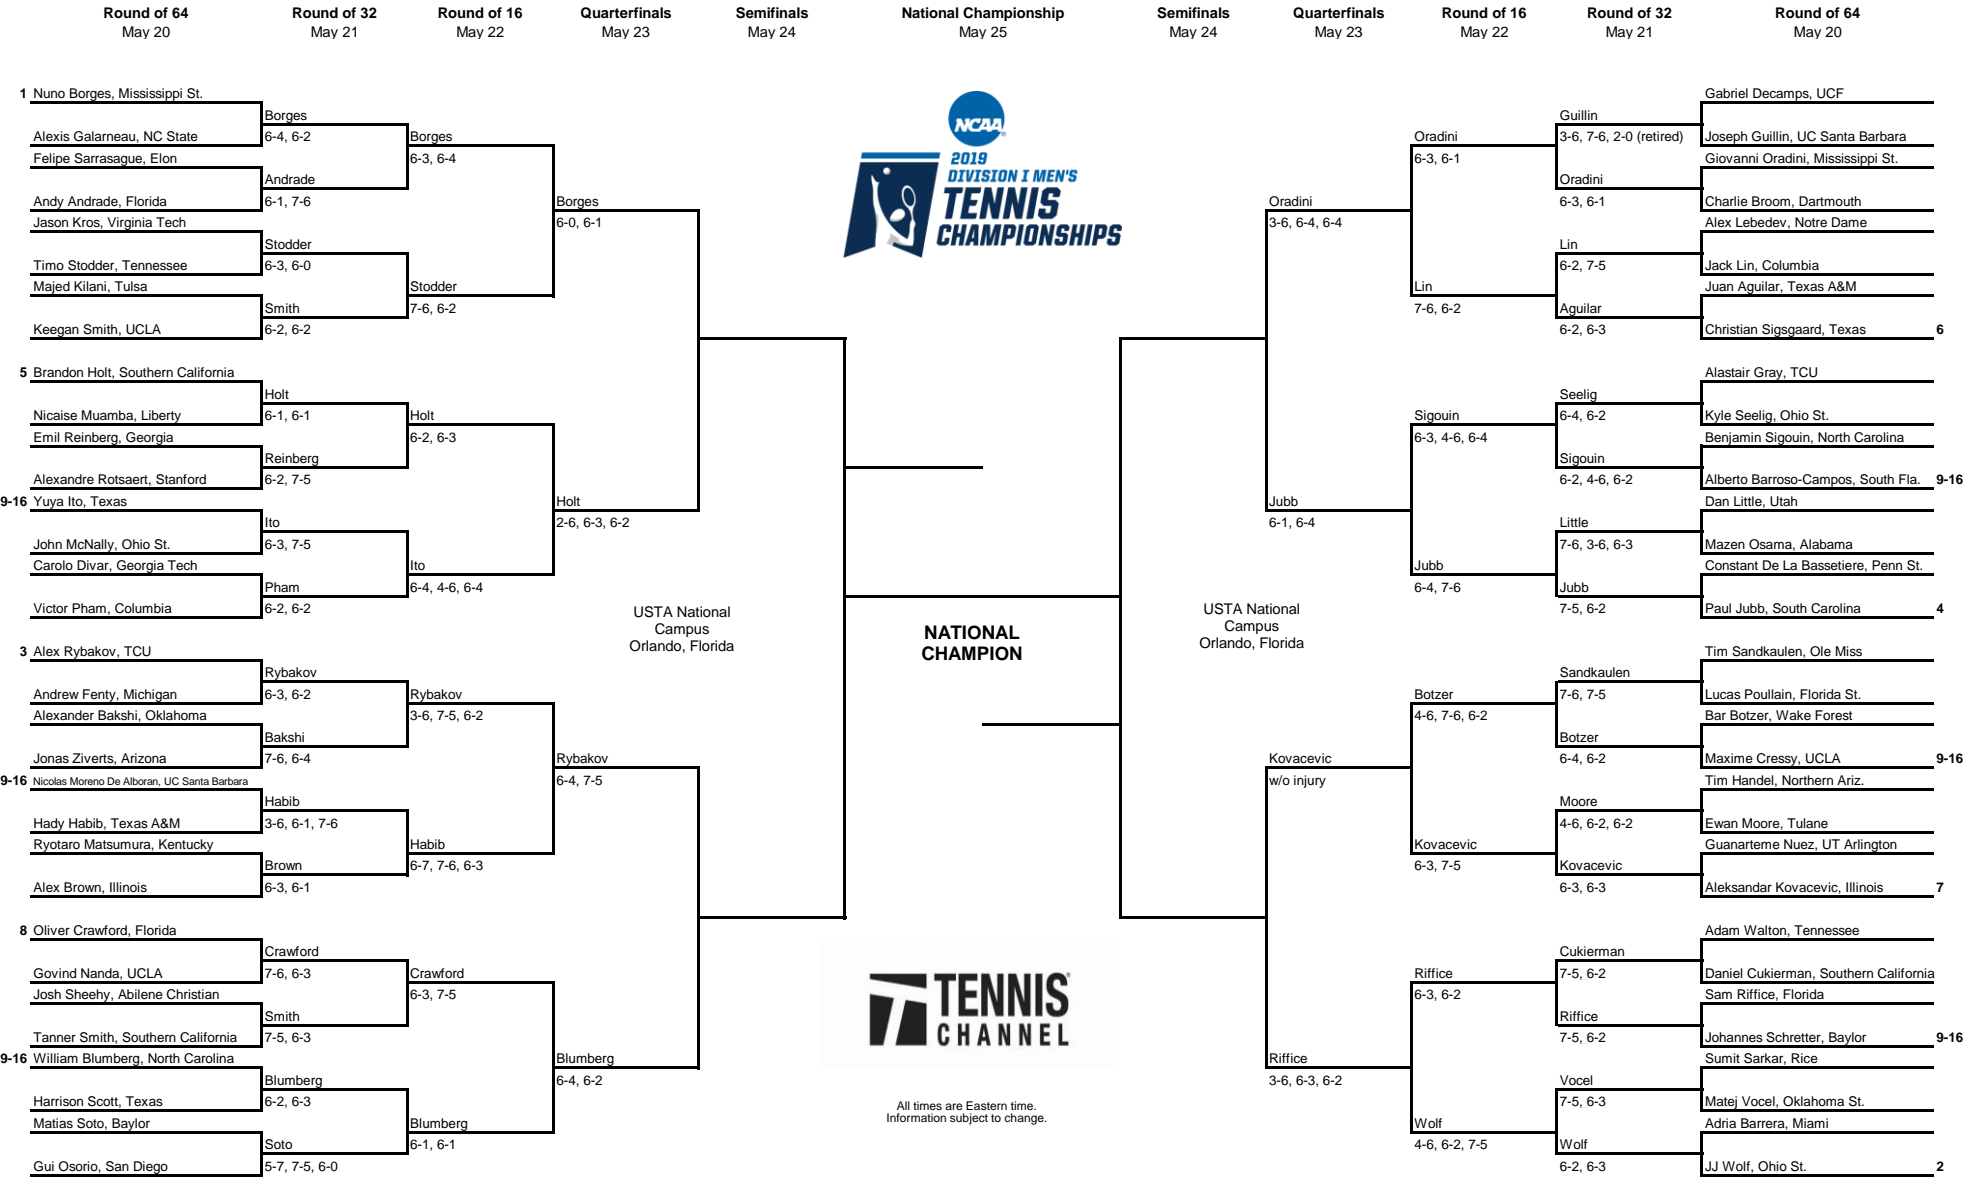 Round of 64 Round of 32 Round of 16 Quarterfinals Semifinals National Championship Semifinals Quarterfinals Round of 16 Round of 32 Round of 64
May 20 May 21 May 22 May 23 May 24 May 25 May 24 May 23 May 22 May 21 May 20
1 Nuno Borges, Mississippi St.
Alexis Galarneau, NC State
Felipe Sarrasague, Elon
Andy Andrade, Florida
Jason Kros, Virginia Tech
Timo Stodder, Tennessee
Majed Kilani, Tulsa
Keegan Smith, UCLA
5 Brandon Holt, Southern California
Nicaise Muamba, Liberty
Emil Reinberg, Georgia
Alexandre Rotsaert, Stanford
9-16 Yuya Ito, Texas
John McNally, Ohio St.
Carolo Divar, Georgia Tech
Victor Pham, Columbia
3 Alex Rybakov, TCU
Andrew Fenty, Michigan
Alexander Bakshi, Oklahoma
Jonas Ziverts, Arizona
9-16 Nicolas Moreno De Alboran, UC Santa Barbara
Hady Habib, Texas A&M
Ryotaro Matsumura, Kentucky
Alex Brown, Illinois
8 Oliver Crawford, Florida
Govind Nanda, UCLA
Josh Sheehy, Abilene Christian
Tanner Smith, Southern California
9-16 William Blumberg, North Carolina
Harrison Scott, Texas
Matias Soto, Baylor
Gui Osorio, San Diego
Borges
6-4, 6-2
Andrade
6-1, 7-6
Stodder
6-3, 6-0
Smith
6-2, 6-2
Holt
6-1, 6-1
Reinberg
6-2, 7-5
Ito
6-3, 7-5
Pham
6-2, 6-2
Rybakov
6-3, 6-2
Bakshi
7-6, 6-4
Habib
3-6, 6-1, 7-6
Brown
6-3, 6-1
Crawford
7-6, 6-3
Smith
7-5, 6-3
Blumberg
6-2, 6-3
Soto
5-7, 7-5, 6-0
Borges
6-3, 6-4
Stodder
7-6, 6-2
Holt
6-2, 6-3
Ito
6-4, 4-6, 6-4
Rybakov
3-6, 7-5, 6-2
Habib
6-7, 7-6, 6-3
Crawford
6-3, 7-5
Blumberg
6-1, 6-1
Borges
6-0, 6-1
Holt
2-6, 6-3, 6-2
Rybakov
6-4, 7-5
Blumberg
6-4, 6-2
USTA National
Campus
Orlando, Florida
NCAA
2019
DIVISION I MEN'S
TENNIS
CHAMPIONSHIPS
NATIONAL
CHAMPION
TENNIS
CHANNEL
All times are Eastern time.
Information subject to change.
USTA National
Campus
Orlando, Florida
Oradini
3-6, 6-4, 6-4
Jubb
6-1, 6-4
Kovacevic
w/o injury
Riffice
3-6, 6-3, 6-2
Oradini
6-3, 6-1
Lin
7-6, 6-2
Sigouin
6-3, 4-6, 6-4
Jubb
6-4, 7-6
Botzer
4-6, 7-6, 6-2
Kovacevic
6-3, 7-5
Riffice
6-3, 6-2
Wolf
4-6, 6-2, 7-5
Guillin
3-6, 7-6, 2-0 (retired)
Oradini
6-3, 6-1
Lin
6-2, 7-5
Aguilar
6-2, 6-3
Seelig
6-4, 6-2
Sigouin
6-2, 4-6, 6-2
Little
7-6, 3-6, 6-3
Jubb
7-5, 6-2
Sandkaulen
7-6, 7-5
Botzer
6-4, 6-2
Moore
4-6, 6-2, 6-2
Kovacevic
6-3, 6-3
Cukierman
7-5, 6-2
Riffice
7-5, 6-2
Vocel
7-5, 6-3
Wolf
6-2, 6-3
Gabriel Decamps, UCF
Joseph Guillin, UC Santa Barbara
Giovanni Oradini, Mississippi St.
Charlie Broom, Dartmouth
Alex Lebedev, Notre Dame
Jack Lin, Columbia
Juan Aguilar, Texas A&M
Christian Sigsgaard, Texas 6
Alastair Gray, TCU
Kyle Seelig, Ohio St.
Benjamin Sigouin, North Carolina
Alberto Barroso-Campos, South Fla. 9-16
Dan Little, Utah
Mazen Osama, Alabama
Constant De La Bassetiere, Penn St.
Paul Jubb, South Carolina 4
Tim Sandkaulen, Ole Miss
Lucas Poullain, Florida St.
Bar Botzer, Wake Forest
Maxime Cressy, UCLA 9-16
Tim Handel, Northern Ariz.
Ewan Moore, Tulane
Guanarteme Nuez, UT Arlington
Aleksandar Kovacevic, Illinois 7
Adam Walton, Tennessee
Daniel Cukierman, Southern California
Sam Riffice, Florida
Johannes Schretter, Baylor 9-16
Sumit Sarkar, Rice
Matej Vocel, Oklahoma St.
Adria Barrera, Miami
JJ Wolf, Ohio St. 2